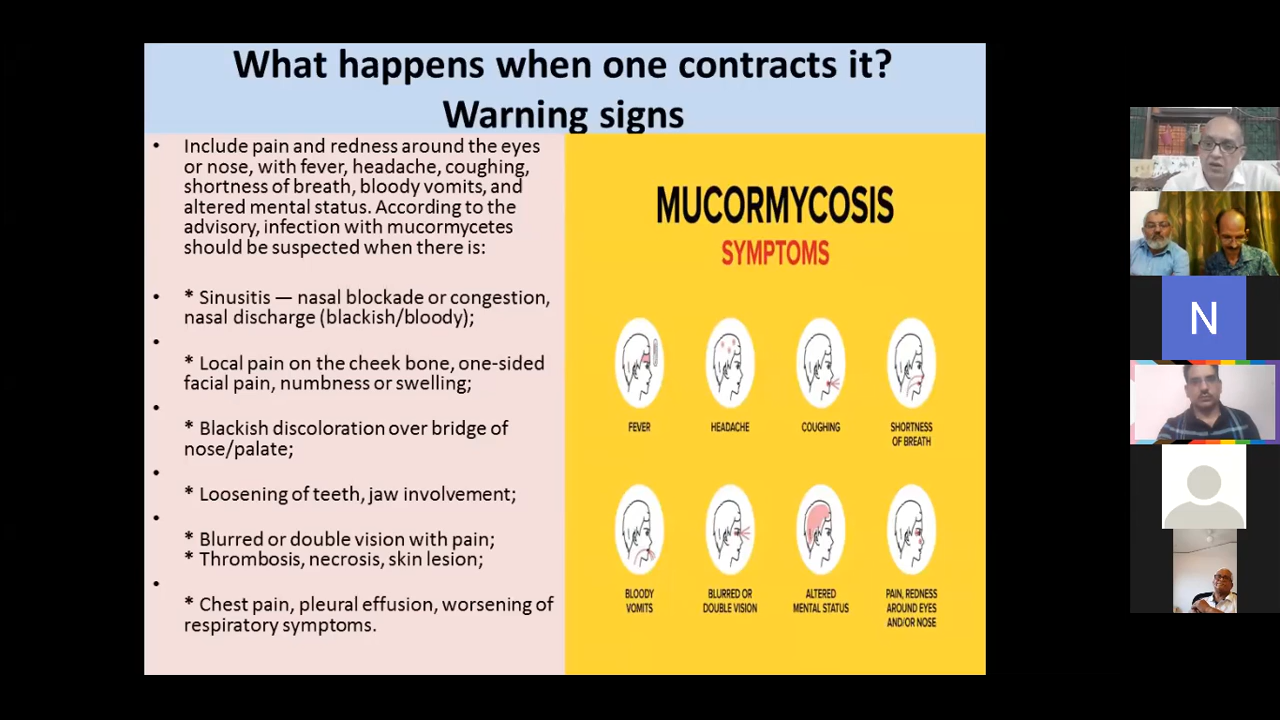 What happens when one contracts it?
Warning signs
• Include pain and redness around the eyes
or nose, with fever, headache, coughing,
shortness of breath, bloody vomits, and
altered mental status. According to the
advisory, infection with mucormycetes
should be suspected when there is:
• * Sinusitis — nasal blockade or congestion,
nasal discharge (blackish/bloody);
•
* Local pain on the cheek bone, one-sided
facial pain, numbness or swelling;
•
* Blackish discoloration over bridge of
nose/palate;
•
* Loosening of teeth, jaw involvement;
•
* Blurred or double vision with pain;
* Thrombosis, necrosis, skin lesion;
•
* Chest pain, pleural effusion, worsening of
respiratory symptoms.
MUCORMYCOSIS
SYMPTOMS
FEVER
HEADACHE
COUGHING
SHORTNESS
OF BREATH
BLOODY
VOMITS
BLURRED OR
DOUBLE VISION
ALTERED
MENTAL STATUS
PAIN, REDNESS
AROUND EYES
AND/OR NOSE
N